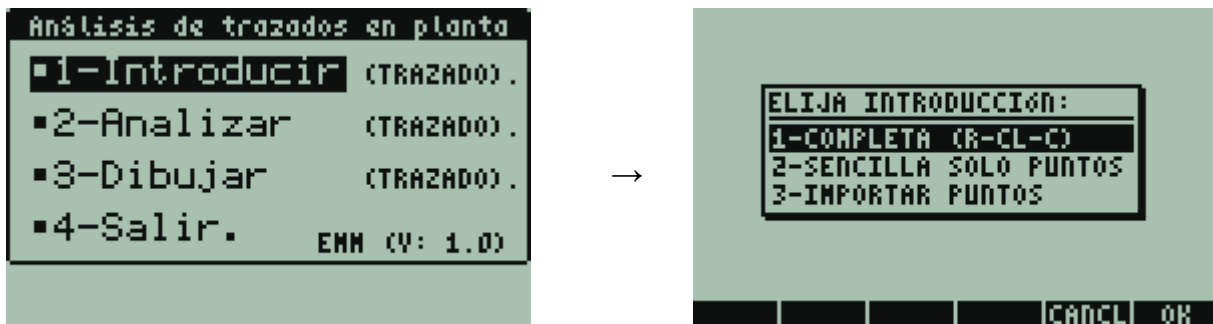 Análisis de trazados en planta
▪1-Introducir (TRAZADO).
▪2-Analizar (TRAZADO).
▪3-Dibujar (TRAZADO).
▪4-Salir. EMM (V: 1.0)
→
ELIJA INTRODUCCIóN:
1-COMPLETA (R-CL-C)
2-SENCILLA SOLO PUNTOS
3-IMPORTAR PUNTOS
CANCL OK